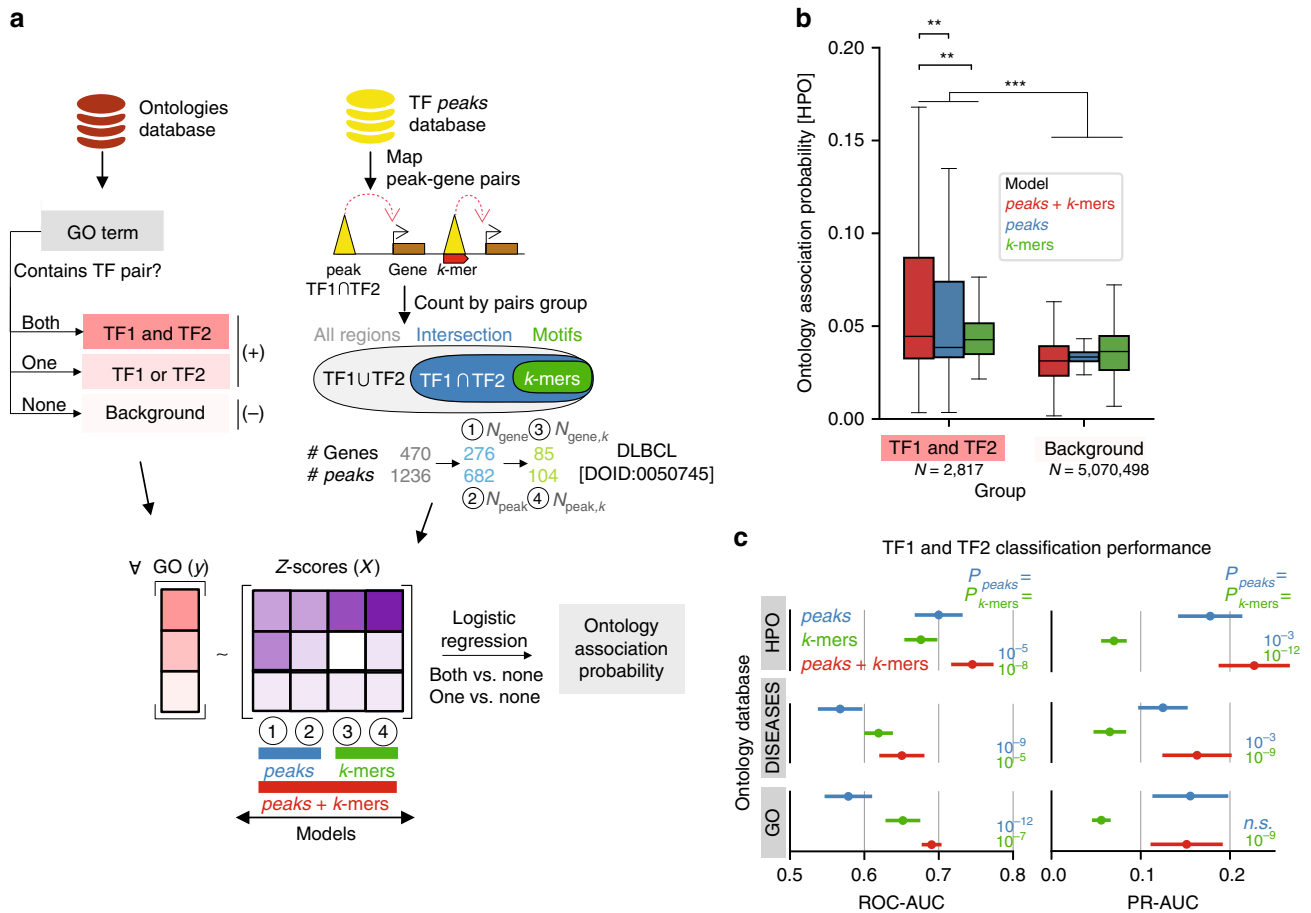 a
Ontologies
database
TF peaks
database
Map
peak-gene pairs
GO term
Contains TF pair?
peak
TF1∩TF2
Gene
k-mer
Count by pairs group
Both
TF1 and TF2
One
TF1 or TF2
(+)
None
Background
(–)
All regions
Intersection
Motifs
TF1∪TF2
TF1∩TF2
k-mers
1 Ngene
3 Ngene,k
# Genes 470 276 85
# peaks 1236 682 104
DLBCL
[DOID:0050745]
2 Npeak
4 Npeak,k
∀ GO (y)
Z-scores (X)
~
Logistic
regression
Both vs. none
One vs. none
Ontology
association
probability
1 2 3 4
peaks
k-mers
peaks + k-mers
Models
b
Ontology association probability [HPO]
0.20
0.15
0.10
0.05
0.00
**
**
***
Model
peaks + k-mers
peaks
k-mers
TF1 and TF2
N = 2,817
Background
N = 5,070,498
Group
c
TF1 and TF2 classification performance
Ontology database
HPO
DISEASES
GO
Ppeaks =
Pk-mers =
Ppeaks =
Pk-mers =
peaks
k-mers
peaks + k-mers
10−5
10−8
10−3
10−12
10−9
10−5
10−3
10−9
10−12
10−7
n.s.
10−9
0.5 0.6 0.7 0.8
ROC-AUC
0.0 0.1 0.2
PR-AUC